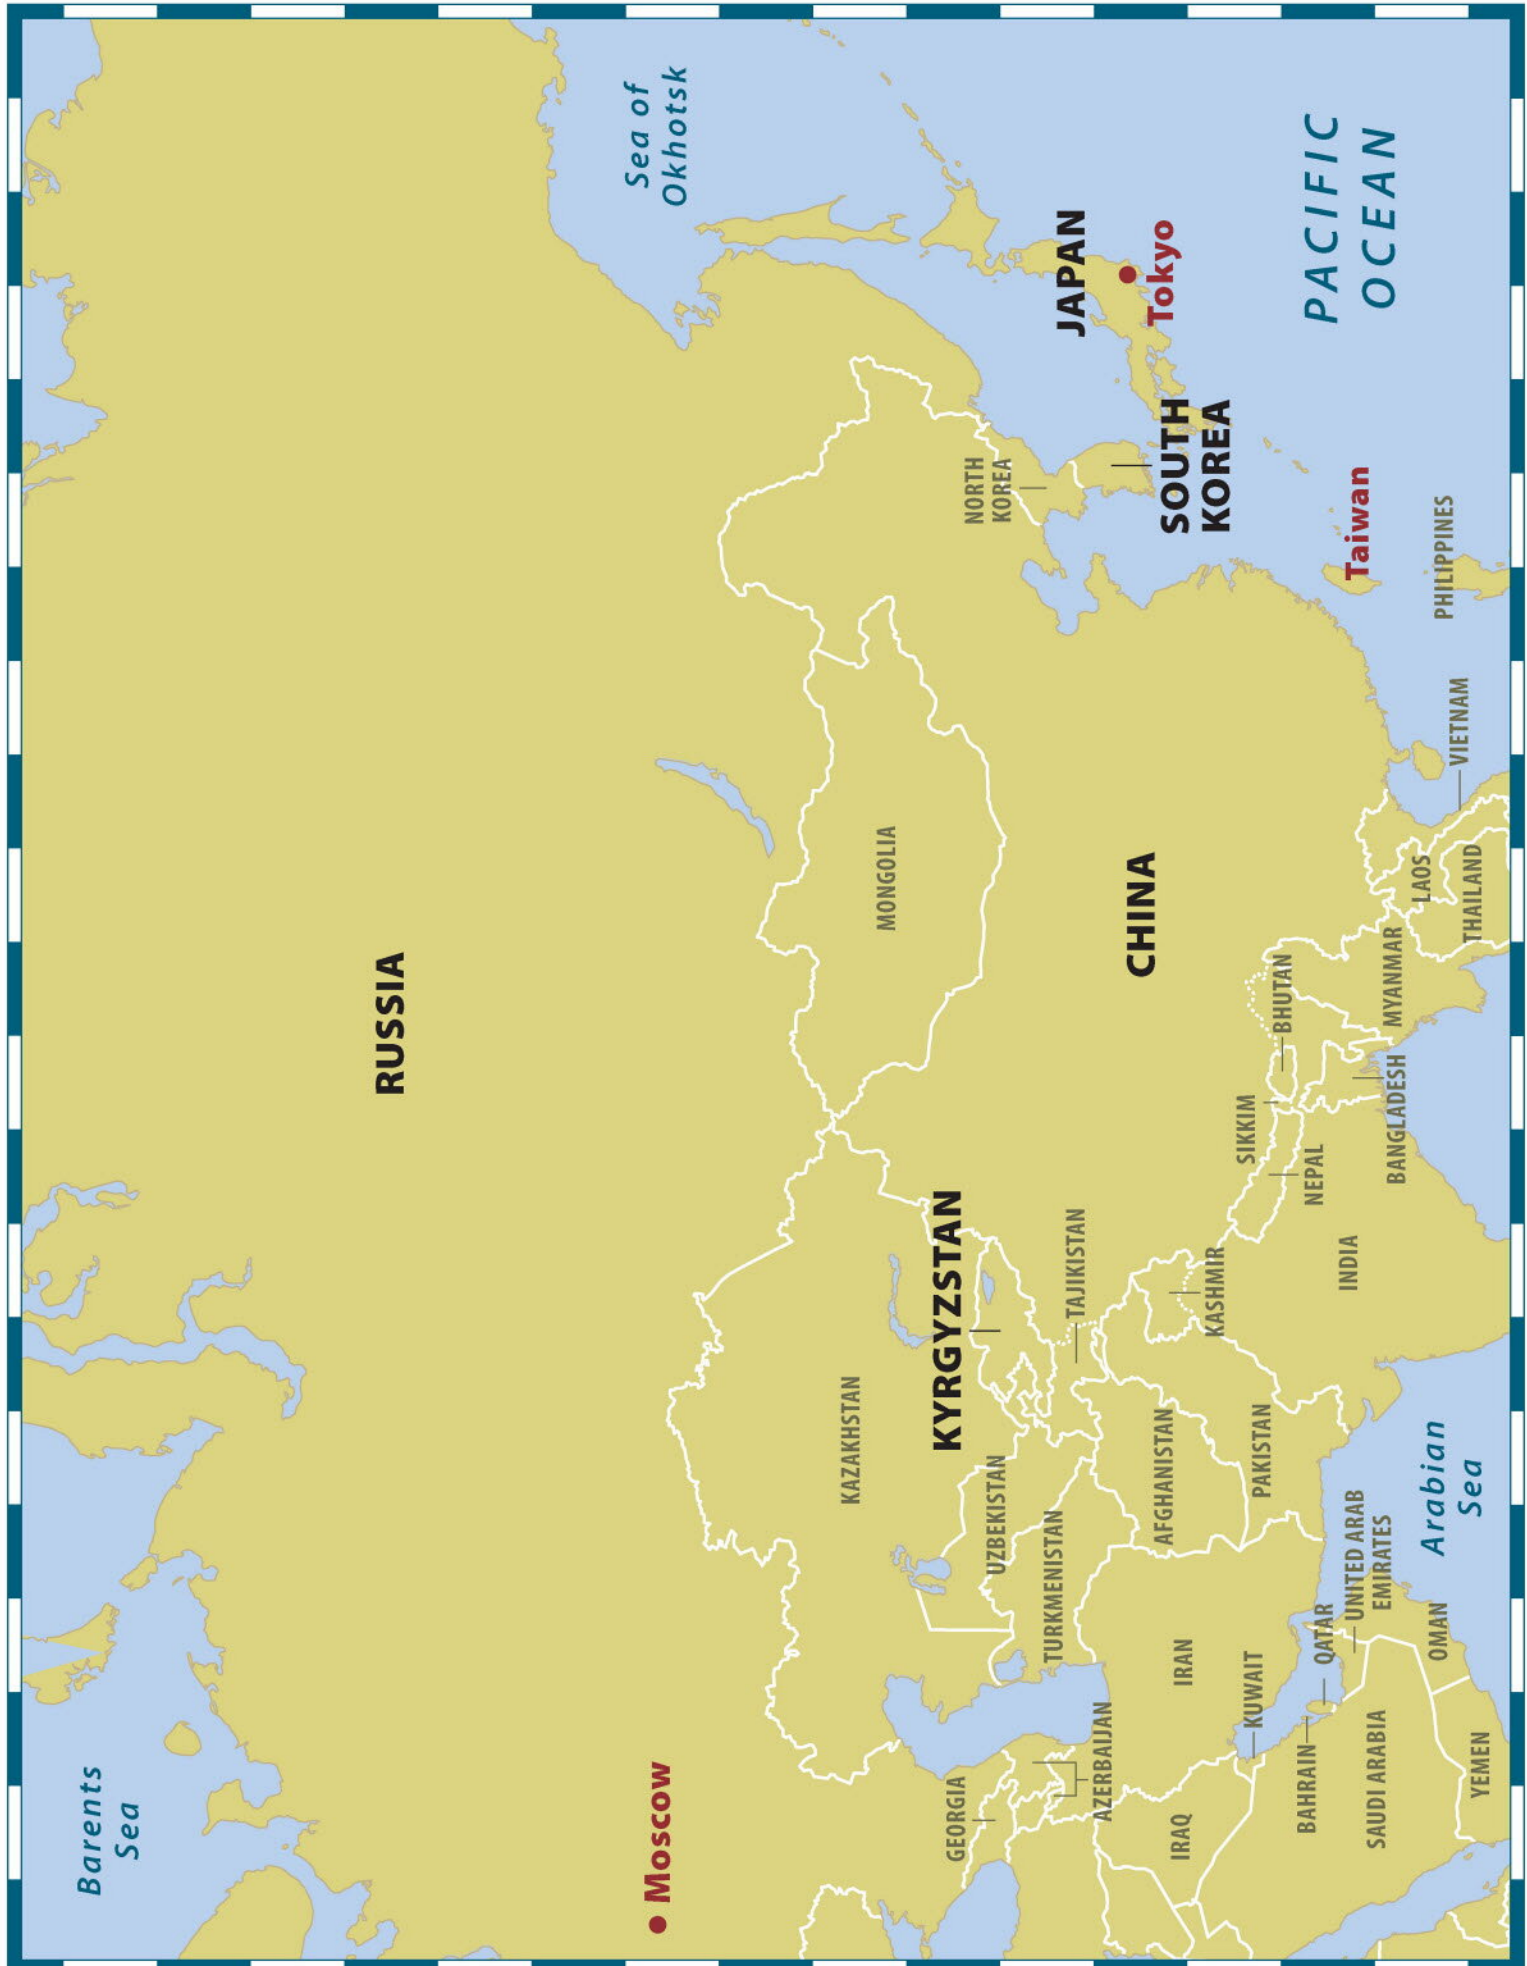 Barents
Sea
Sea of
Okhotsk
RUSSIA
Moscow
MONGOLIA
KAZAKHSTAN
KYRGYZSTAN
NORTH
KOREA
JAPAN
Tokyo
SOUTH
KOREA
CHINA
GEORGIA
UZBEKISTAN
TURKMENISTAN
TAJIKISTAN
AZERBAIJAN
AFGHANISTAN
IRAN
IRAQ
KASHMIR
SIKKIM
BHUTAN
NEPAL
PAKISTAN
KUWAIT
BAHRAIN
QATAR
UNITED ARAB
EMIRATES
SAUDI ARABIA
OMAN
YEMEN
INDIA
BANGLADESH
MYANMAR
LAOS
THAILAND
VIETNAM
Taiwan
PHILIPPINES
Arabian
Sea
PACIFIC
OCEAN